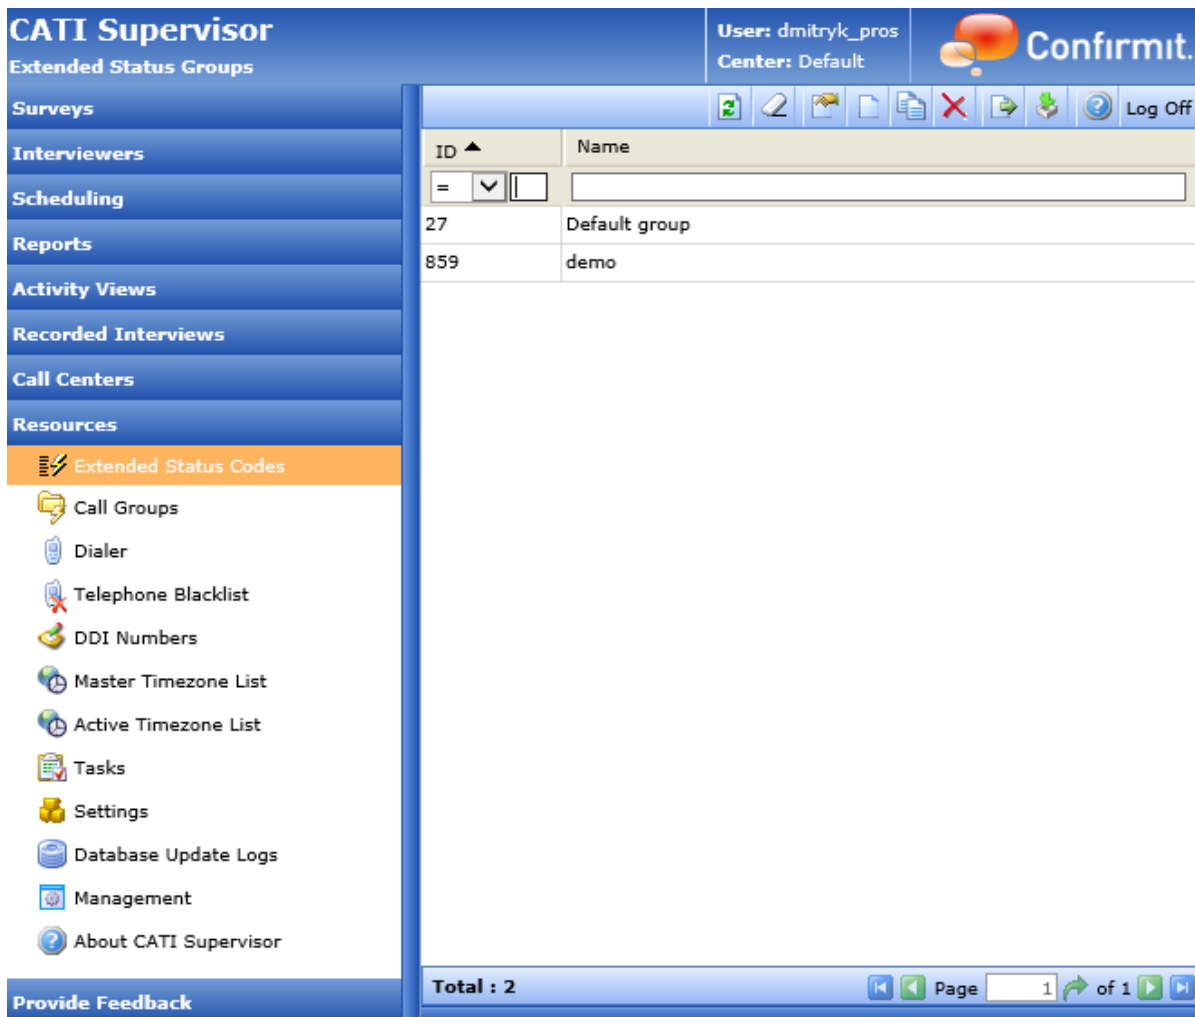 CATI Supervisor
Extended Status Groups
User: dmitryk_pros
Center: Default
Confirmit.
Surveys
Interviewers
Scheduling
Reports
Activity Views
Recorded Interviews
Call Centers
Resources
Extended Status Codes
Call Groups
Dialer
Telephone Blacklist
DDI Numbers
Master Timezone List
Active Timezone List
Tasks
Settings
Database Update Logs
Management
About CATI Supervisor
Provide Feedback
Log Off
ID Name
=
27 Default group
859 demo
Total : 2 Page 1 of 1